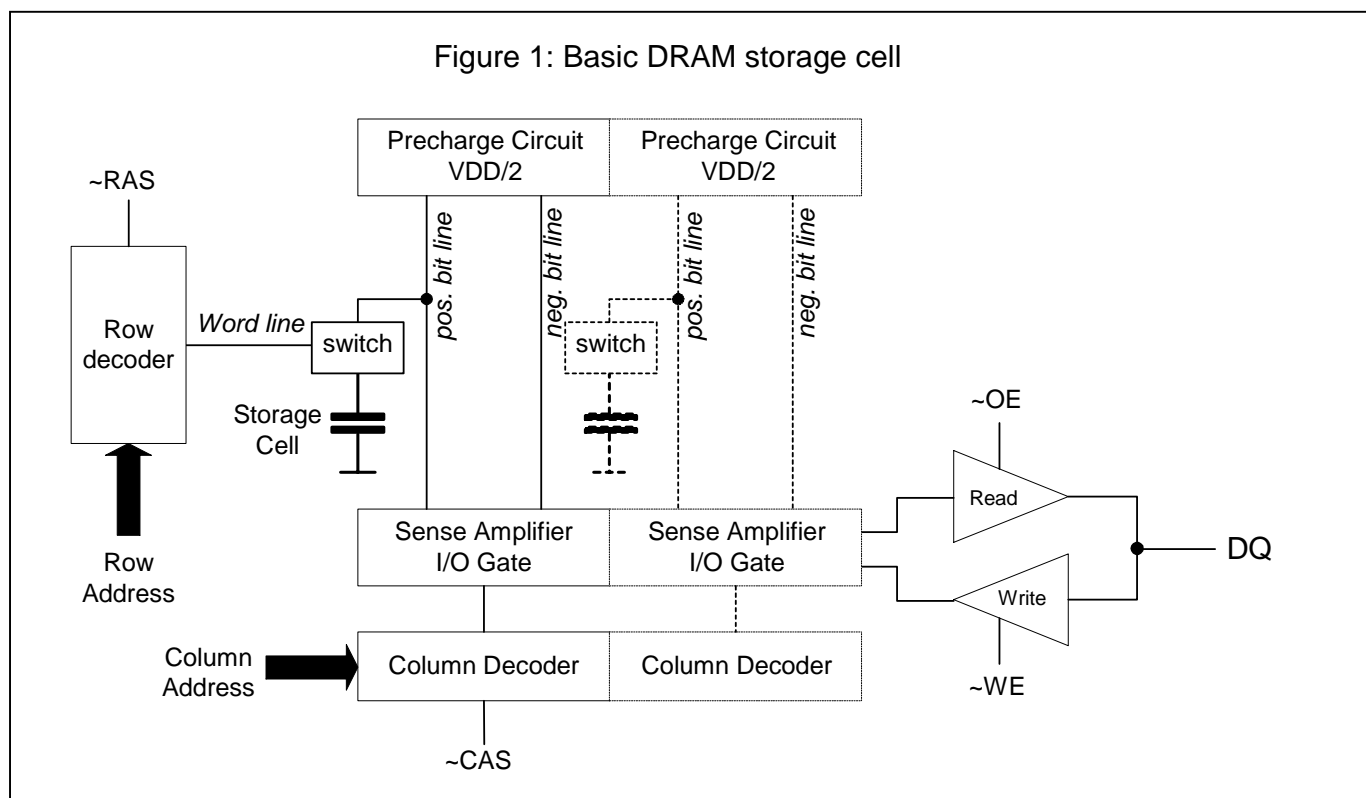 Figure 1: Basic DRAM storage cell
Precharge Circuit
VDD/2
Precharge Circuit
VDD/2
~RAS
pos. bit line
neg. bit line
pos. bit line
neg. bit line
Row
decoder
Word line
switch
switch
Storage
Cell
~OE
Read
Row
Address
Sense Amplifier
I/O Gate
Sense Amplifier
I/O Gate
DQ
Write
Column
Address
Column Decoder
Column Decoder
~WE
~CAS